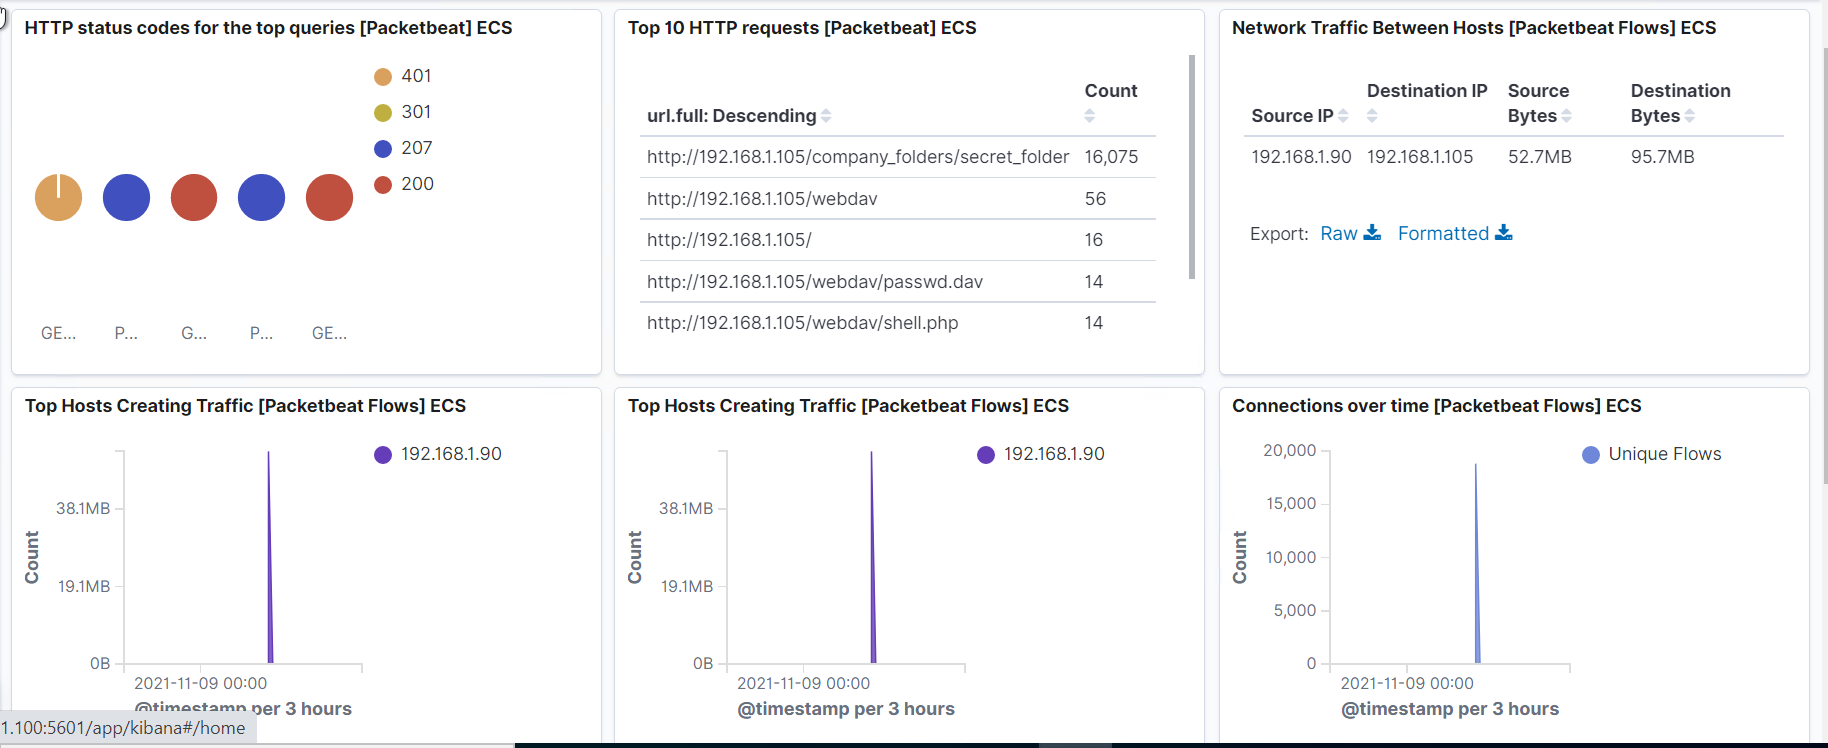 HTTP status codes for the top queries [Packetbeat] ECS
401
301
207
200
GE...
P...
G...
P...
GE...
Top 10 HTTP requests [Packetbeat] ECS
url.full: Descending Count
http://192.168.1.105/company_folders/secret_folder 16,075
http://192.168.1.105/webdav 56
http://192.168.1.105/ 16
http://192.168.1.105/webdav/passwd.dav 14
http://192.168.1.105/webdav/shell.php 14
Network Traffic Between Hosts [Packetbeat Flows] ECS
Source IP Destination IP Source Bytes Destination Bytes
192.168.1.90 192.168.1.105 52.7MB 95.7MB
Export: Raw Formatted
Top Hosts Creating Traffic [Packetbeat Flows] ECS
192.168.1.90
38.1MB
19.1MB
0B
Count
2021-11-09 00:00
@timestamp per 3 hours
1.100:5601/app/kibana#/home
Top Hosts Creating Traffic [Packetbeat Flows] ECS
192.168.1.90
38.1MB
19.1MB
0B
Count
2021-11-09 00:00
@timestamp per 3 hours
Connections over time [Packetbeat Flows] ECS
Unique Flows
20,000
15,000
10,000
5,000
0
Count
2021-11-09 00:00
@timestamp per 3 hours